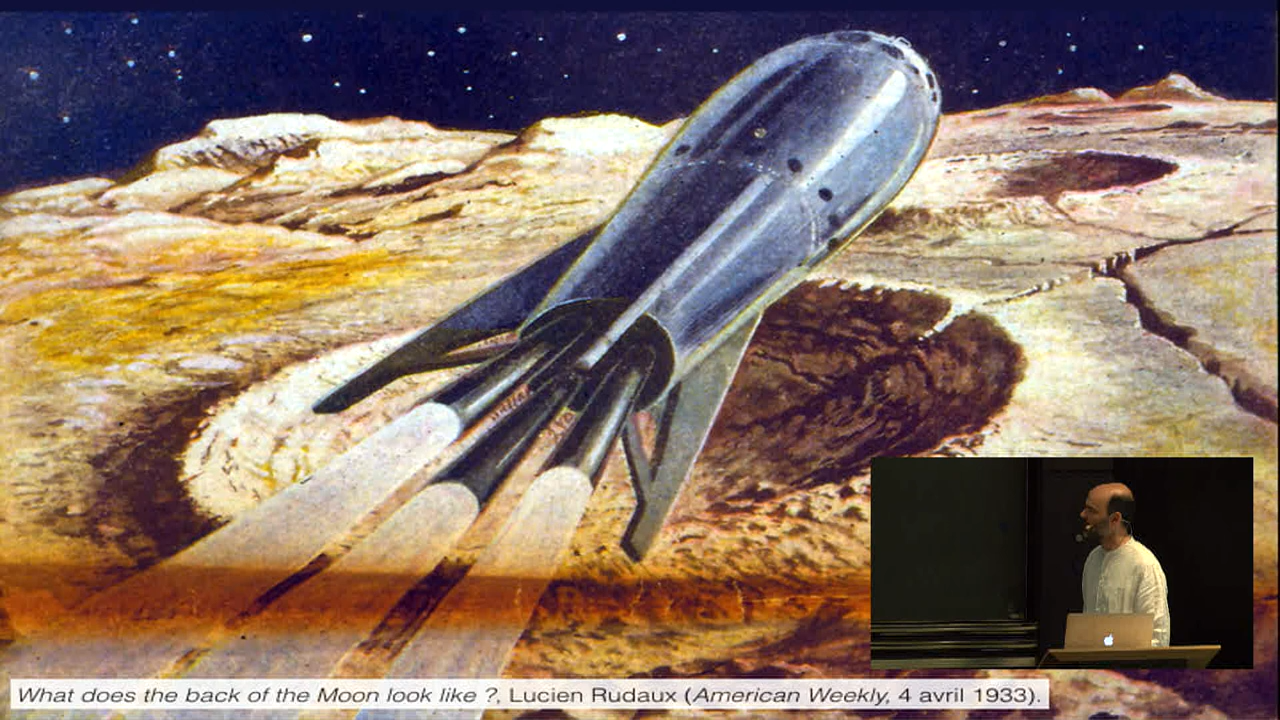 What does the back of the Moon look like ?, Lucien Rudaux (American Weekly, 4 avril 1933).